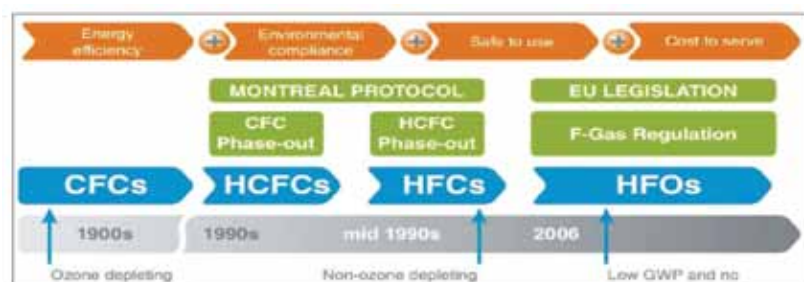 Energy
efficiency
Environmental
compliance
Safe to use
Cost to serve
MONTREAL PROTOCOL
EU LEGISLATION
CFC
Phase-out
HCFC
Phase-out
F-Gas Regulation
CFCs
HCFCs
HFCs
HFOs
1900s
1990s
mid 1990s
2006
Ozone depleting
Non-ozone depleting
Low GWP and no